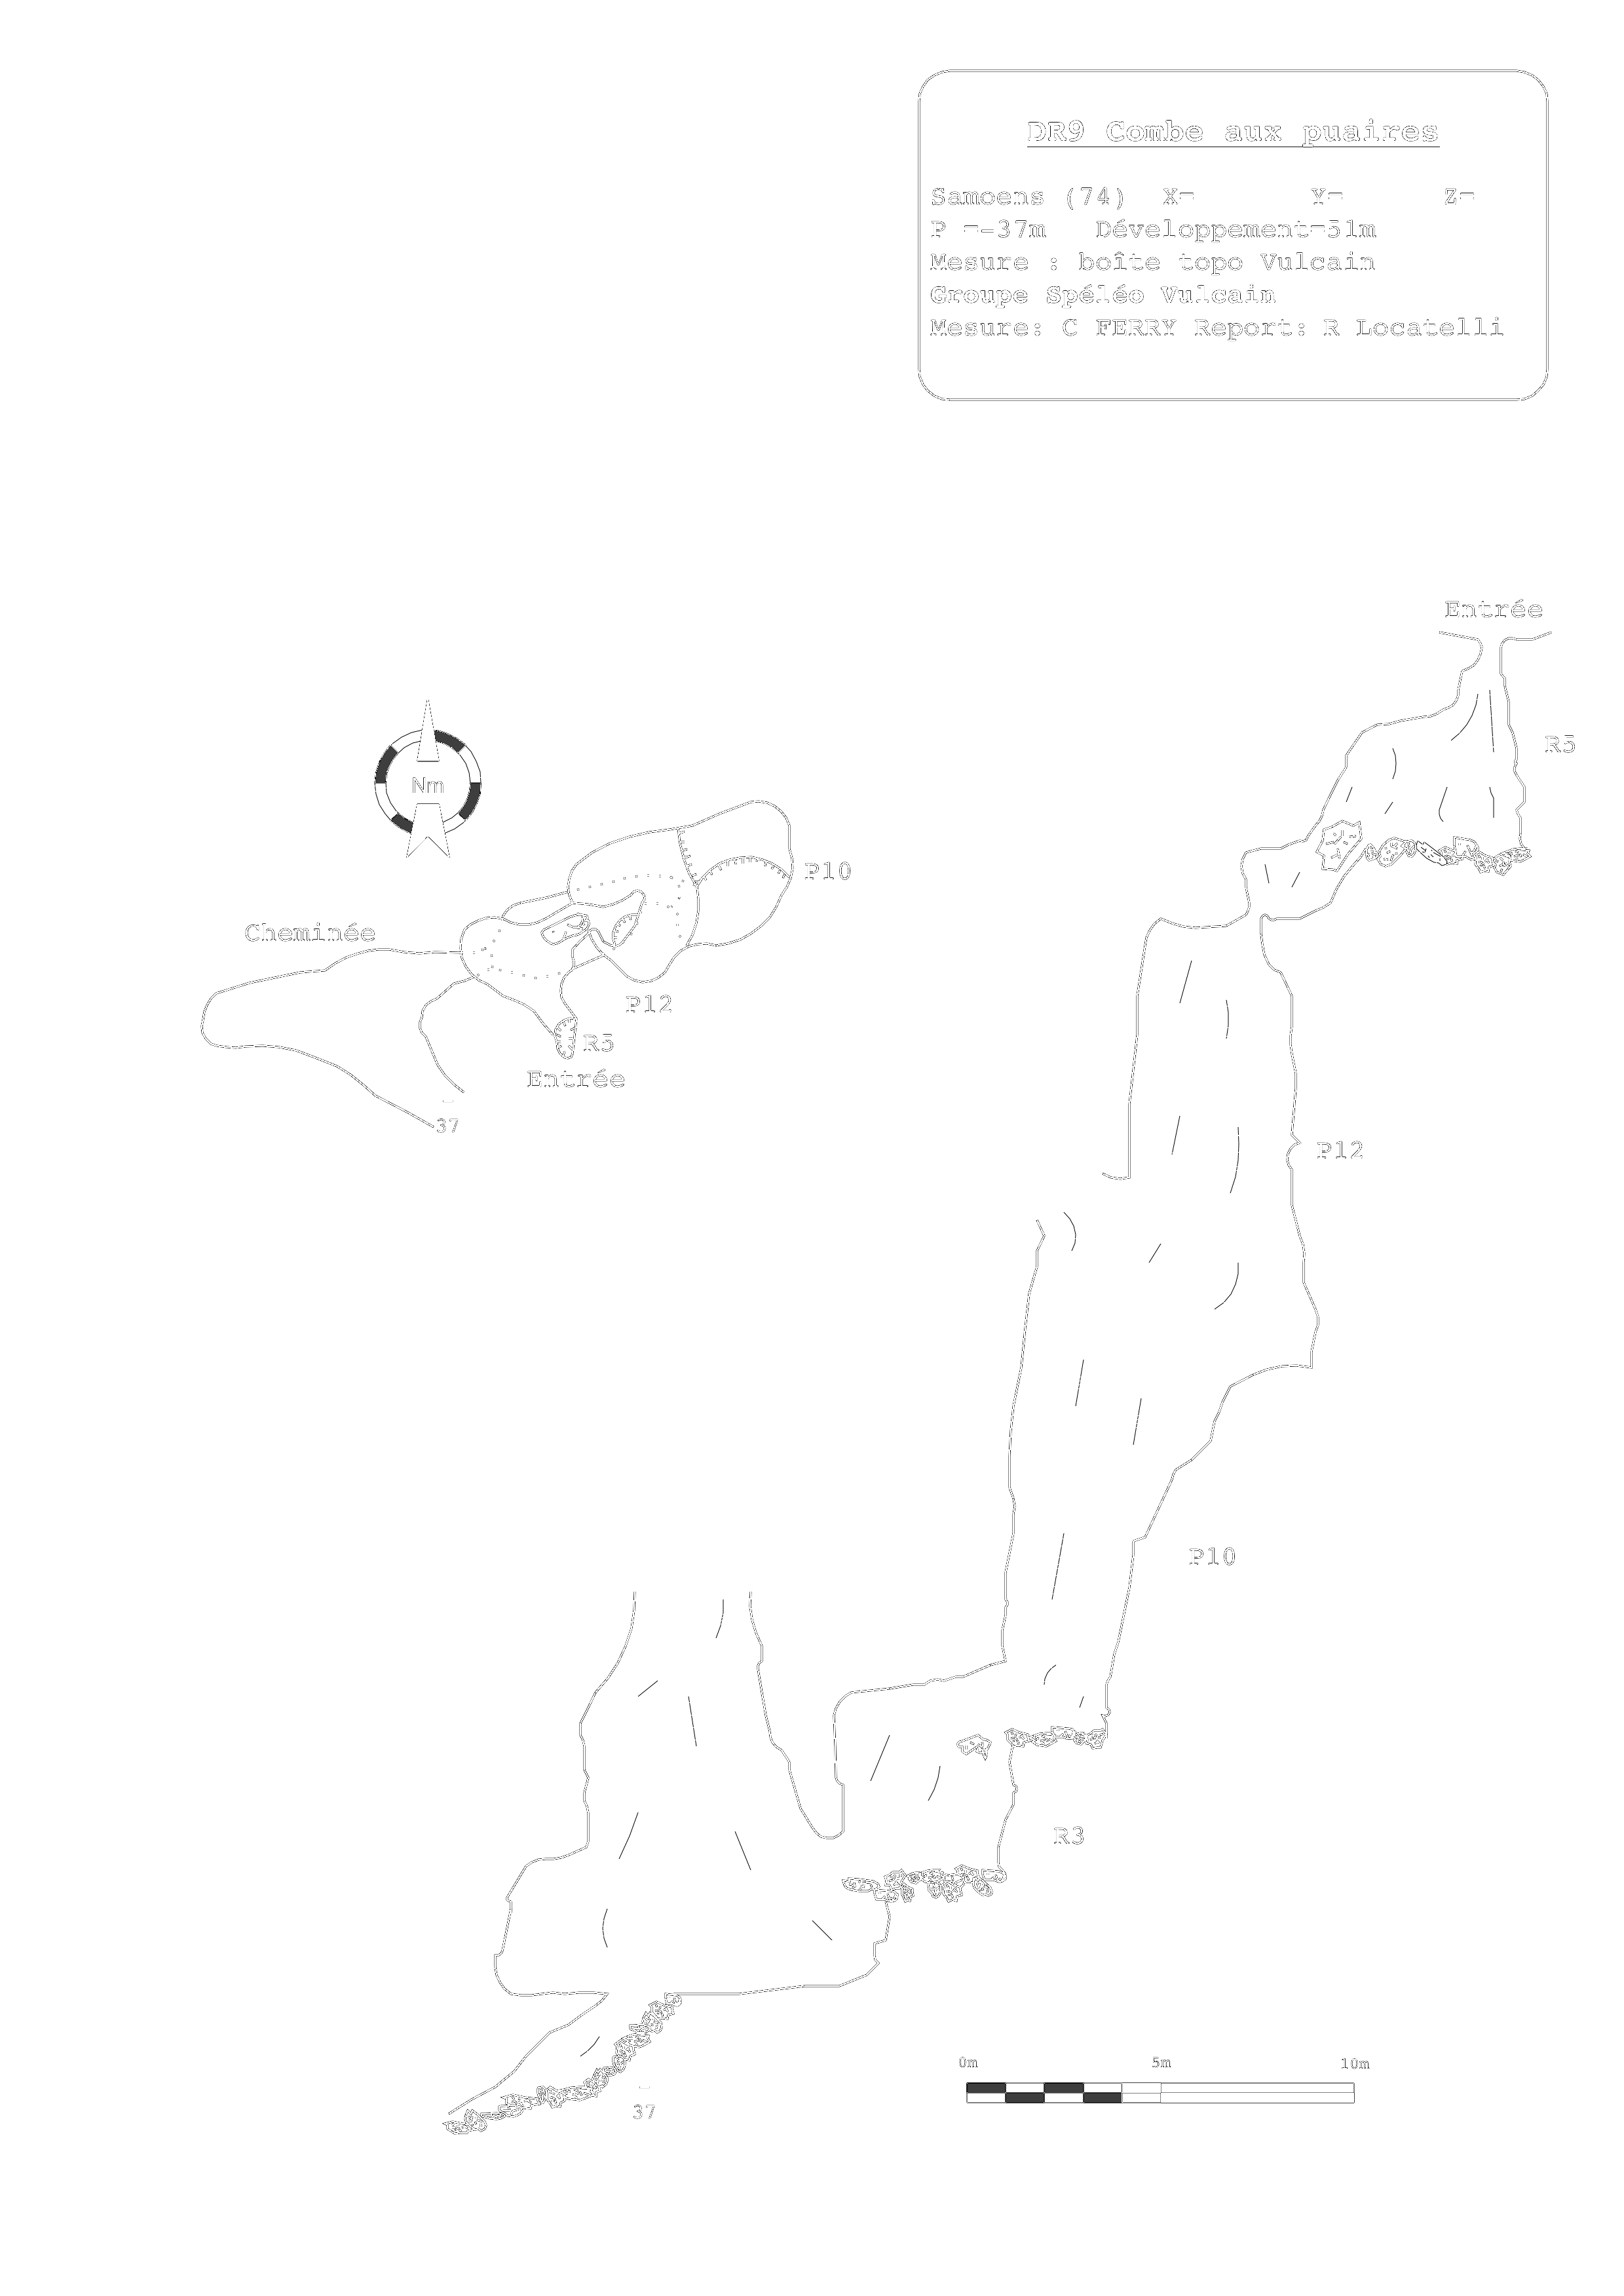 DR9 Combe aux puaires
Samoens (74) X= Y= Z=
P =-37m Développement=51m
Mesure : boîte topo Vulcain
Groupe Spéléo Vulcain
Mesure: C FERRY Report: R Locatelli
Entrée
R5
Nm
P10
Cheminée
P12
R5
Entrée
-
37
P12
P10
R3
0m 5m 10m
-
37